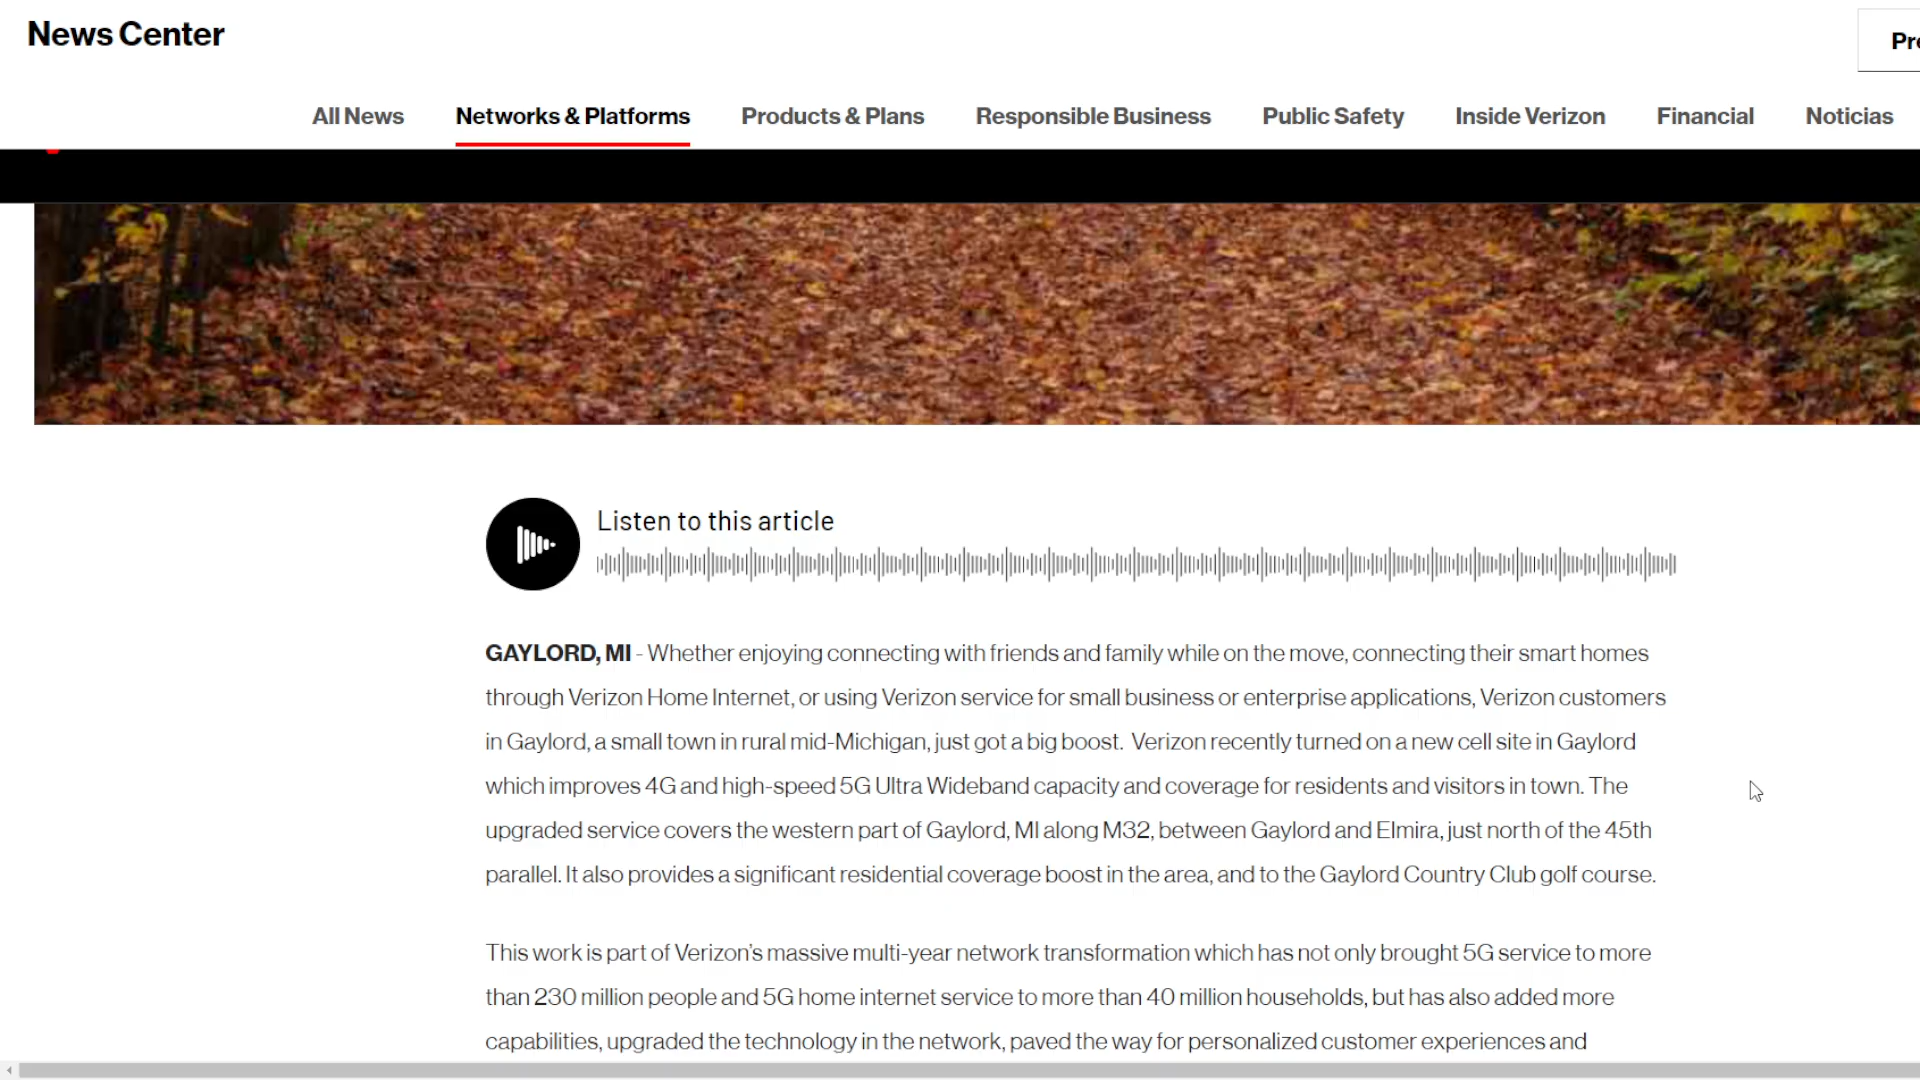 News Center
Pre
All News Networks & Platforms Products & Plans Responsible Business Public Safety Inside Verizon Financial Noticias
Listen to this article
GAYLORD, MI - Whether enjoying connecting with friends and family while on the move, connecting their smart homes
through Verizon Home Internet, or using Verizon service for small business or enterprise applications, Verizon customers
in Gaylord, a small town in rural mid-Michigan, just got a big boost. Verizon recently turned on a new cell site in Gaylord
which improves 4G and high-speed 5G Ultra Wideband capacity and coverage for residents and visitors in town. The
upgraded service covers the western part of Gaylord, MI along M32, between Gaylord and Elmira, just north of the 45th
parallel. It also provides a significant residential coverage boost in the area, and to the Gaylord Country Club golf course.
This work is part of Verizon's massive multi-year network transformation which has not only brought 5G service to more
than 230 million people and 5G home internet service to more than 40 million households, but has also added more
capabilities, upgraded the technology in the network, paved the way for personalized customer experiences and